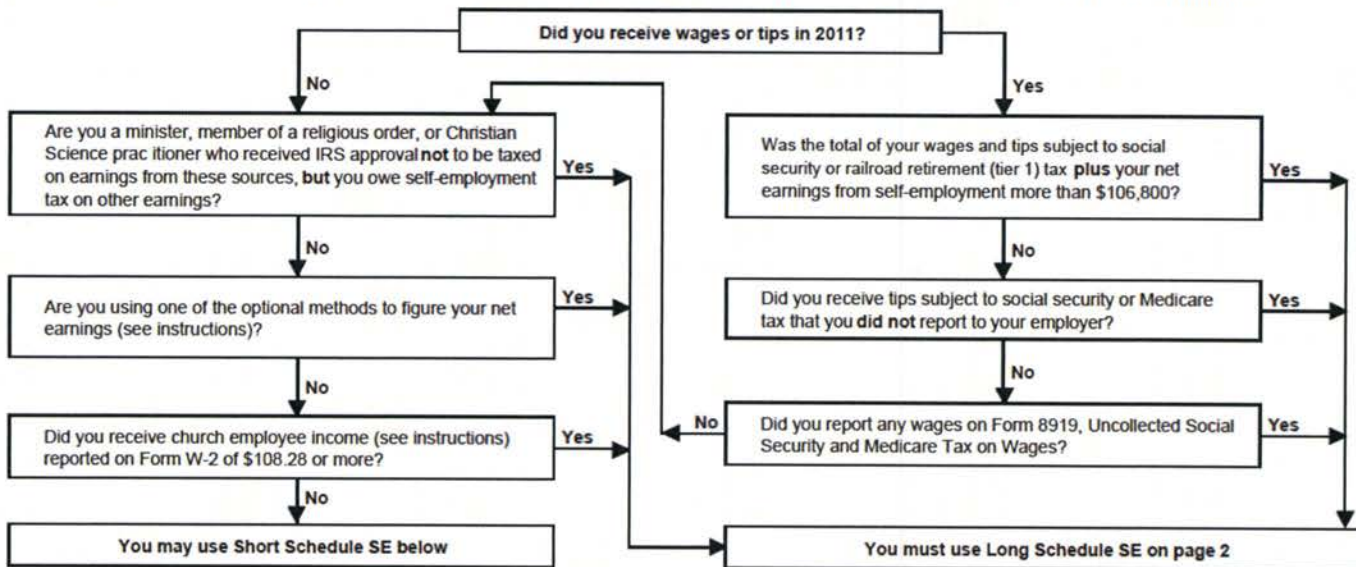 Did you receive wages or tips in 2011?
No
Yes
Are you a minister, member of a religious order, or Christian
Science prac itioner who received IRS approval not to be taxed
on earnings from these sources, but you owe self-employment
tax on other earnings?
Yes
Was the total of your wages and tips subject to social
security or railroad retirement (tier 1) tax plus your net
earnings from self-employment more than $106,800?
Yes
No
No
Are you using one of the optional methods to figure your net
earnings (see instructions)?
Yes
Did you receive tips subject to social security or Medicare
tax that you did not report to your employer?
Yes
No
No
Did you receive church employee income (see instructions)
reported on Form W-2 of $108.28 or more?
Yes
No
Did you report any wages on Form 8919, Uncollected Social
Security and Medicare Tax on Wages?
Yes
No
You may use Short Schedule SE below
You must use Long Schedule SE on page 2